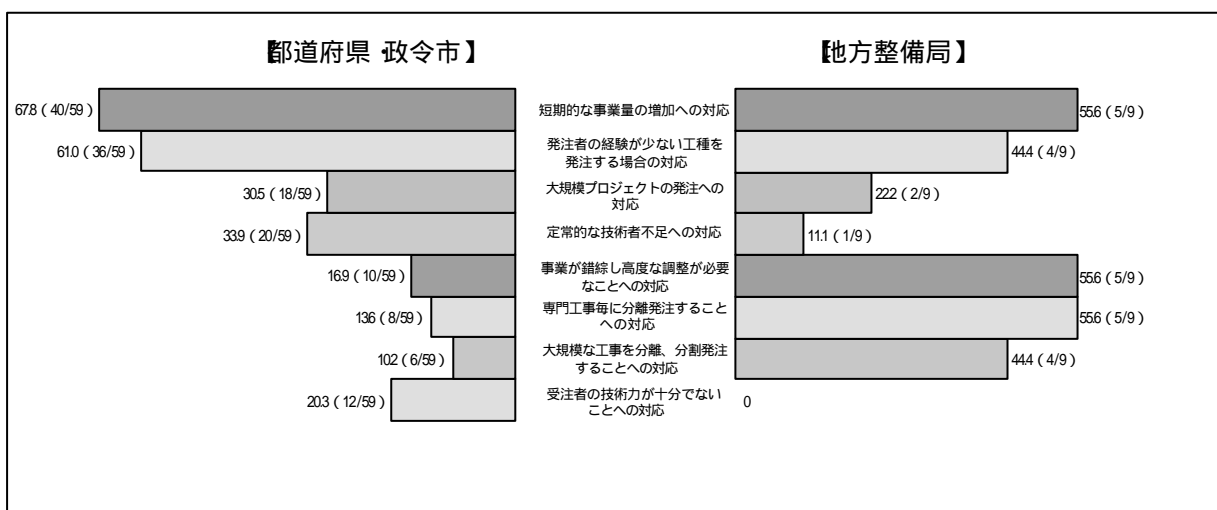 【都道府県・政令市】
【地方整備局】
67.8（40/59）
短期的な事業量の増加への対応
55.6（5/9）
61.0（36/59）
発注者の経験が少ない工種を
発注する場合の対応
44.4（4/9）
30.5（18/59）
大規模プロジェクトの発注への
対応
22.2（2/9）
33.9（20/59）
定常的な技術者不足への対応
11.1（1/9）
16.9（10/59）
事業が錯綜し高度な調整が必要
なことへの対応
55.6（5/9）
13.6（8/59）
専門工事毎に分離発注すること
への対応
55.6（5/9）
10.2（6/59）
大規模な工事を分離、分割発注
することへの対応
44.4（4/9）
20.3（12/59）
受注者の技術力が十分でない
ことへの対応
0